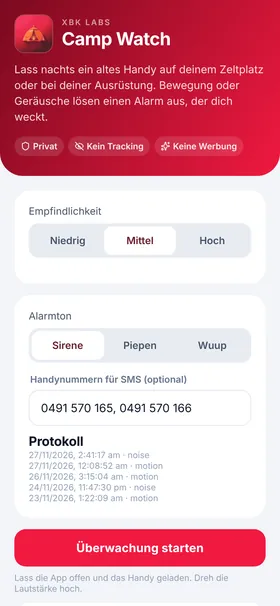 XBK LABS
Camp Watch
Lass nachts ein altes Handy auf deinem Zeltplatz
oder bei deiner Ausrüstung. Bewegung oder
Geräusche lösen einen Alarm aus, der dich
weckt.
Privat Kein Tracking Keine Werbung
Empfindlichkeit
Niedrig Mittel Hoch
Alarmton
Sirene Piepen Wuup
Handynummern für SMS (optional)
0491 570 165, 0491 570 166
Protokoll
27/11/2026, 2:41:17 am · noise
27/11/2026, 12:08:52 am · motion
26/11/2026, 3:15:04 am · motion
24/11/2026, 11:47:30 pm · noise
23/11/2026, 1:22:09 am · motion
Überwachung starten
Lass die App offen und das Handy geladen. Dreh die
Lautstärke hoch.